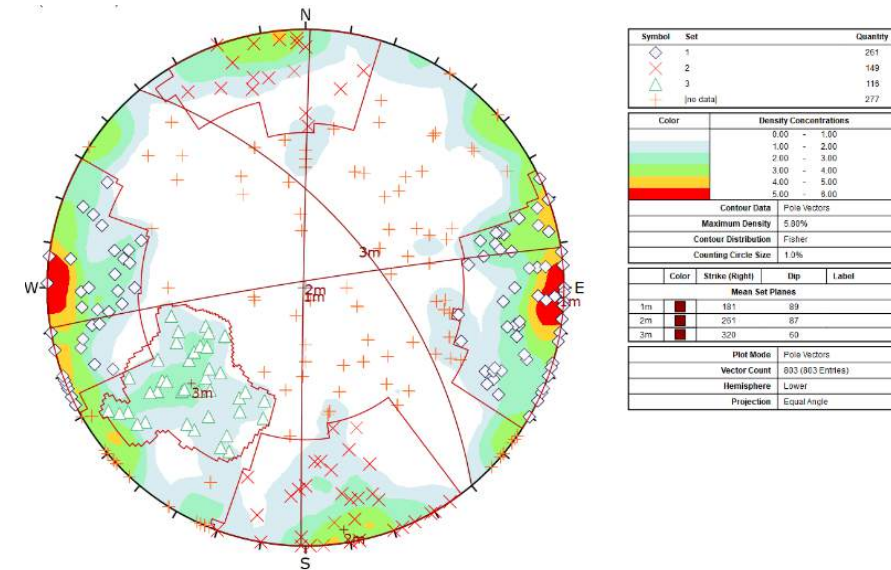 N
W
E
S
3m
2m
1m
1m
3m
2m
Symbol Set Quantity
1 261
2 149
3 116
[no data] 277
Color Density Concentrations
0.00 - 1.00
1.00 - 2.00
2.00 - 3.00
3.00 - 4.00
4.00 - 5.00
5.00 - 6.00
Contour Data Pole Vectors
Maximum Density 5.80%
Contour Distribution Fisher
Counting Circle Size 1.0%
Color Strike (Right) Dip Label
Mean Set Planes
1m 181 89
2m 261 87
3m 320 60
Plot Mode Pole Vectors
Vector Count 803 (803 Entries)
Hemisphere Lower
Projection Equal Angle